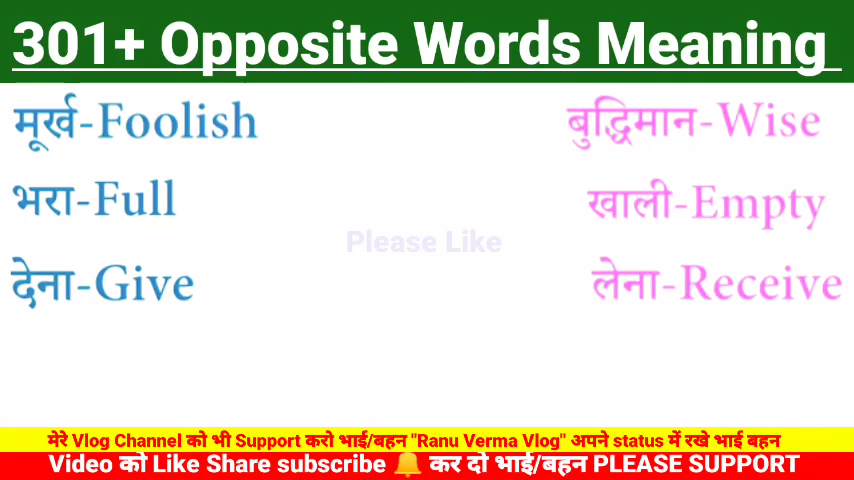 301+ Opposite Words Meaning
मूर्ख-Foolish बुद्धिमान-Wise
भरा-Full खाली-Empty
Please Like
देना-Give लेना-Receive
मेरे Vlog Channel को भी Support करो भाई/बहन "Ranu Verma Vlog" अपने status में रखे भाई बहन
Video को Like Share subscribe 🔔 कर दो भाई/बहन PLEASE SUPPORT